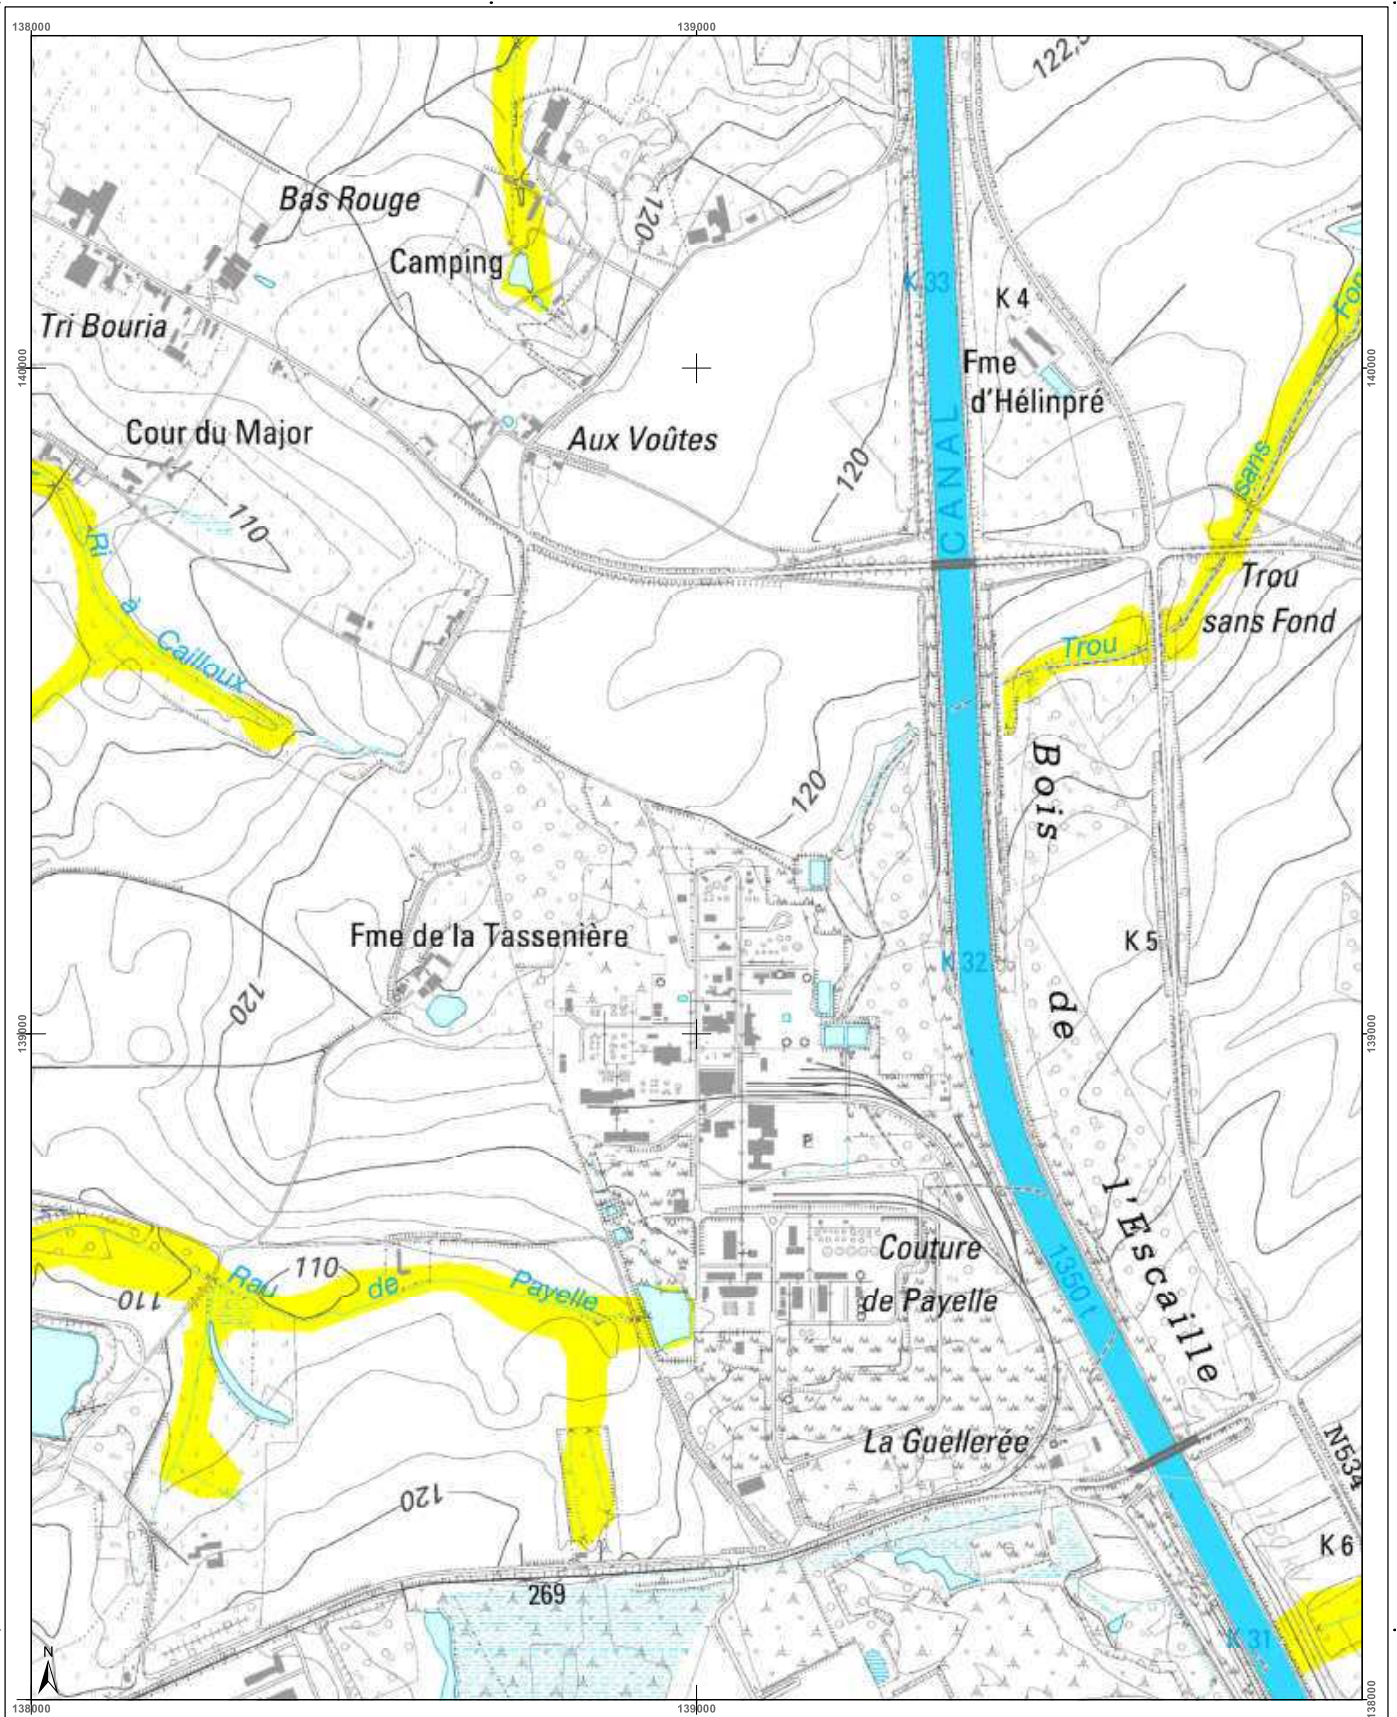 138000
139000
122,5
Bas Rouge
120
Camping
K 33
K 4
Tri Bouria
Fme
d'Hélinpré
140000
140000
Cour du Major
Aux Voûtes
120
CANAL
sans
110
Ri
à
Cailloux
Trou
sans Fond
Trou
120
Bois
de
l'Escaille
Fme de la Tassenière
K 5
K 32
120
139000
139000
P
110
Rau
de
Payelle
110
Couture
de Payelle
1350 t
La Guellerée
N534
120
K 6
269
K 31
N
138000
138000